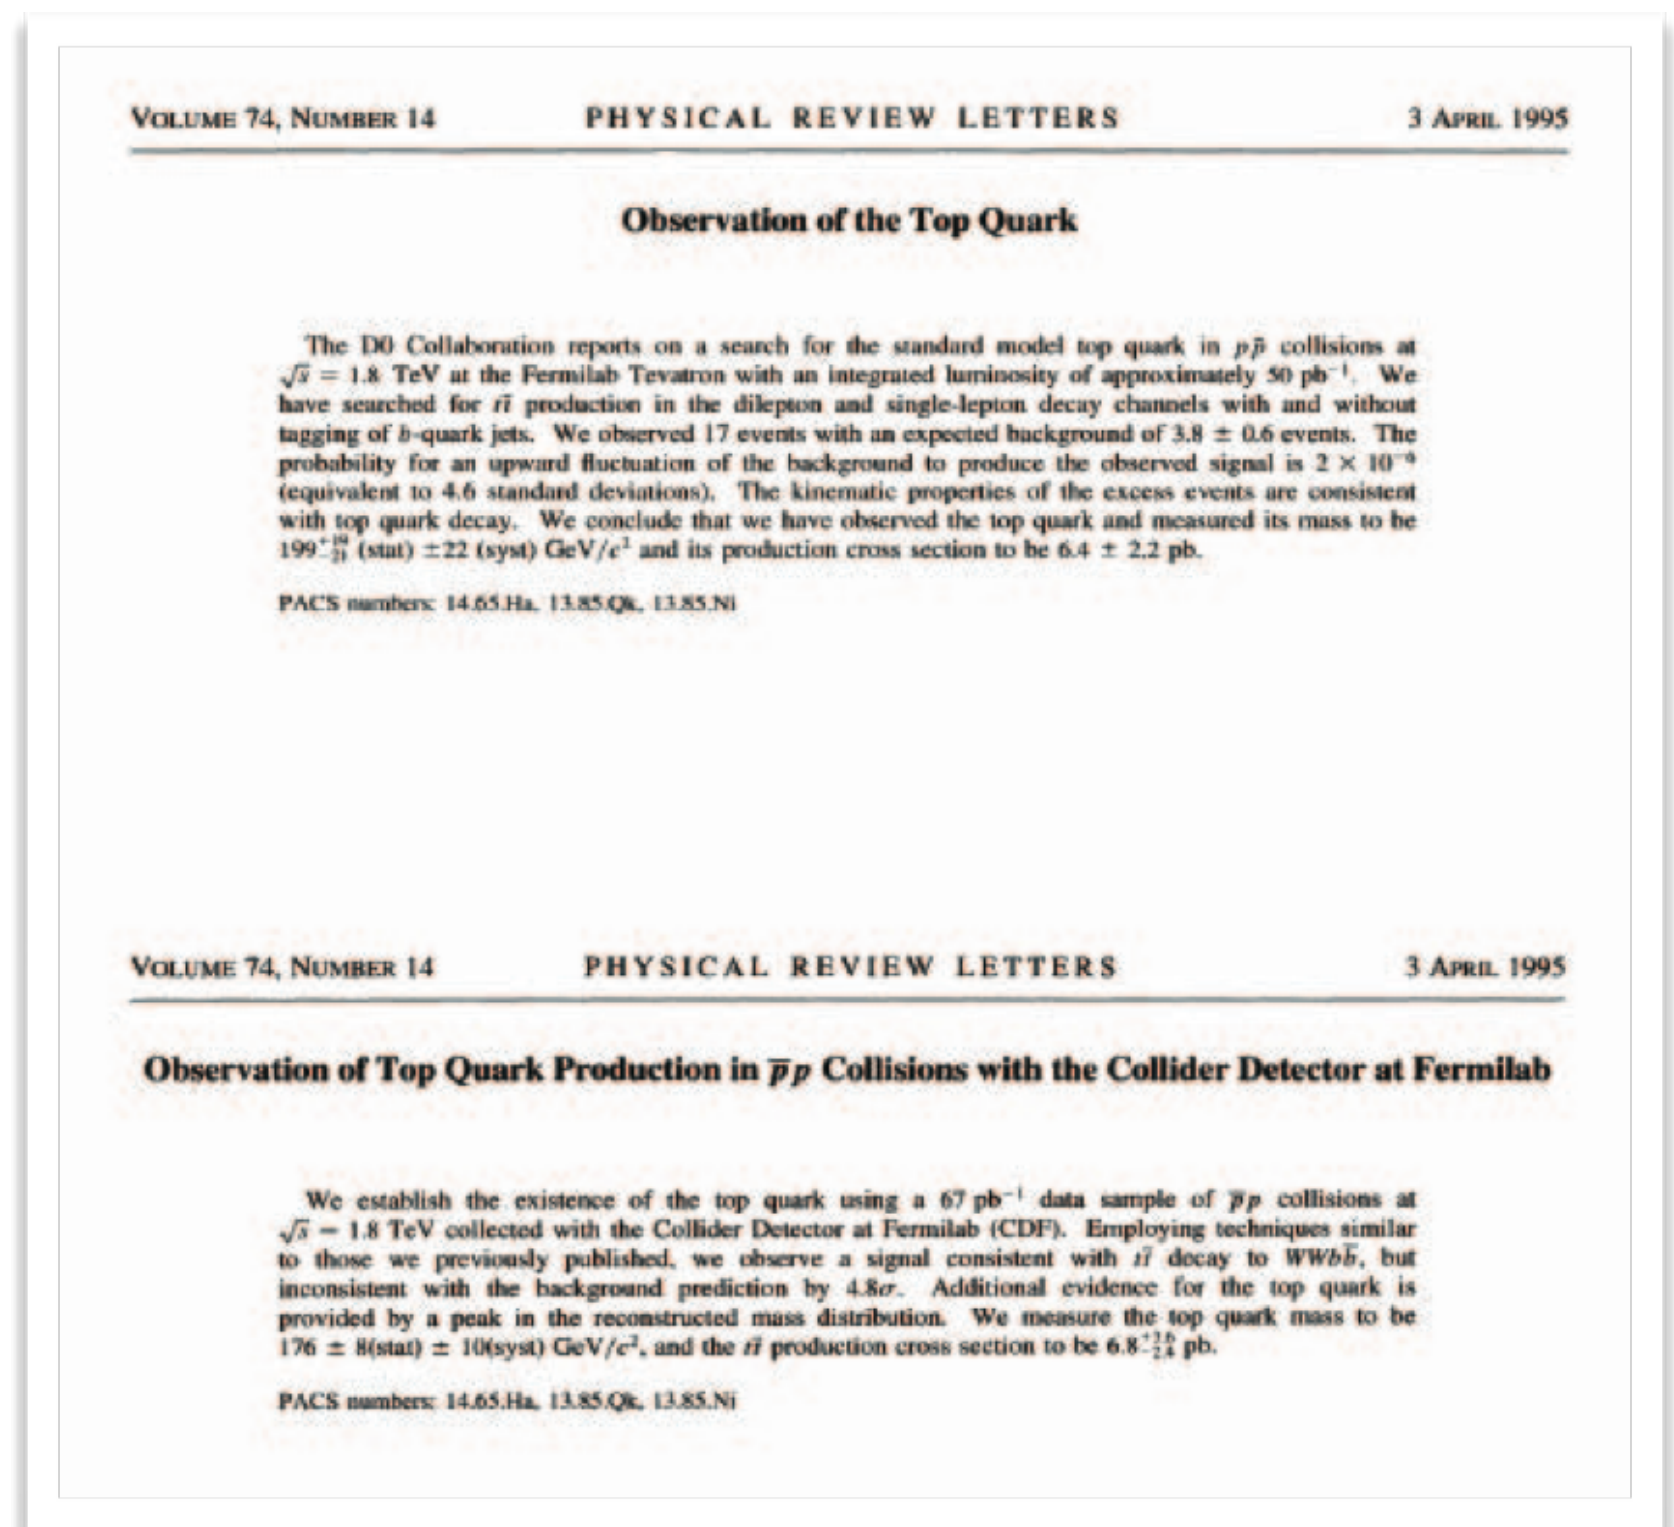 VOLUME 74, NUMBER 14 PHYSICAL REVIEW LETTERS 3 APRIL 1995
Observation of the Top Quark
The D0 Collaboration reports on a search for the standard model top quark in pp̄ collisions at
√s = 1.8 TeV at the Fermilab Tevatron with an integrated luminosity of approximately 50 pb⁻¹. We
have searched for tt̄ production in the dilepton and single-lepton decay channels with and without
tagging of b-quark jets. We observed 17 events with an expected background of 3.8 ± 0.6 events. The
probability for an upward fluctuation of the background to produce the observed signal is 2 × 10⁻⁶
(equivalent to 4.6 standard deviations). The kinematic properties of the excess events are consistent
with top quark decay. We conclude that we have observed the top quark and measured its mass to be
199⁺¹⁹₋₂₁ (stat) ±22 (syst) GeV/c² and its production cross section to be 6.4 ± 2.2 pb.
PACS numbers: 14.65.Ha, 13.85.Qk, 13.85.Ni
VOLUME 74, NUMBER 14 PHYSICAL REVIEW LETTERS 3 APRIL 1995
Observation of Top Quark Production in p̄p Collisions with the Collider Detector at Fermilab
We establish the existence of the top quark using a 67 pb⁻¹ data sample of p̄p collisions at
√s = 1.8 TeV collected with the Collider Detector at Fermilab (CDF). Employing techniques similar
to those we previously published, we observe a signal consistent with tt̄ decay to WWbb̄, but
inconsistent with the background prediction by 4.8σ. Additional evidence for the top quark is
provided by a peak in the reconstructed mass distribution. We measure the top quark mass to be
176 ± 8(stat) ± 10(syst) GeV/c², and the tt̄ production cross section to be 6.8⁺³·⁶₋₂.₄ pb.
PACS numbers: 14.65.Ha, 13.85.Qk, 13.85.Ni